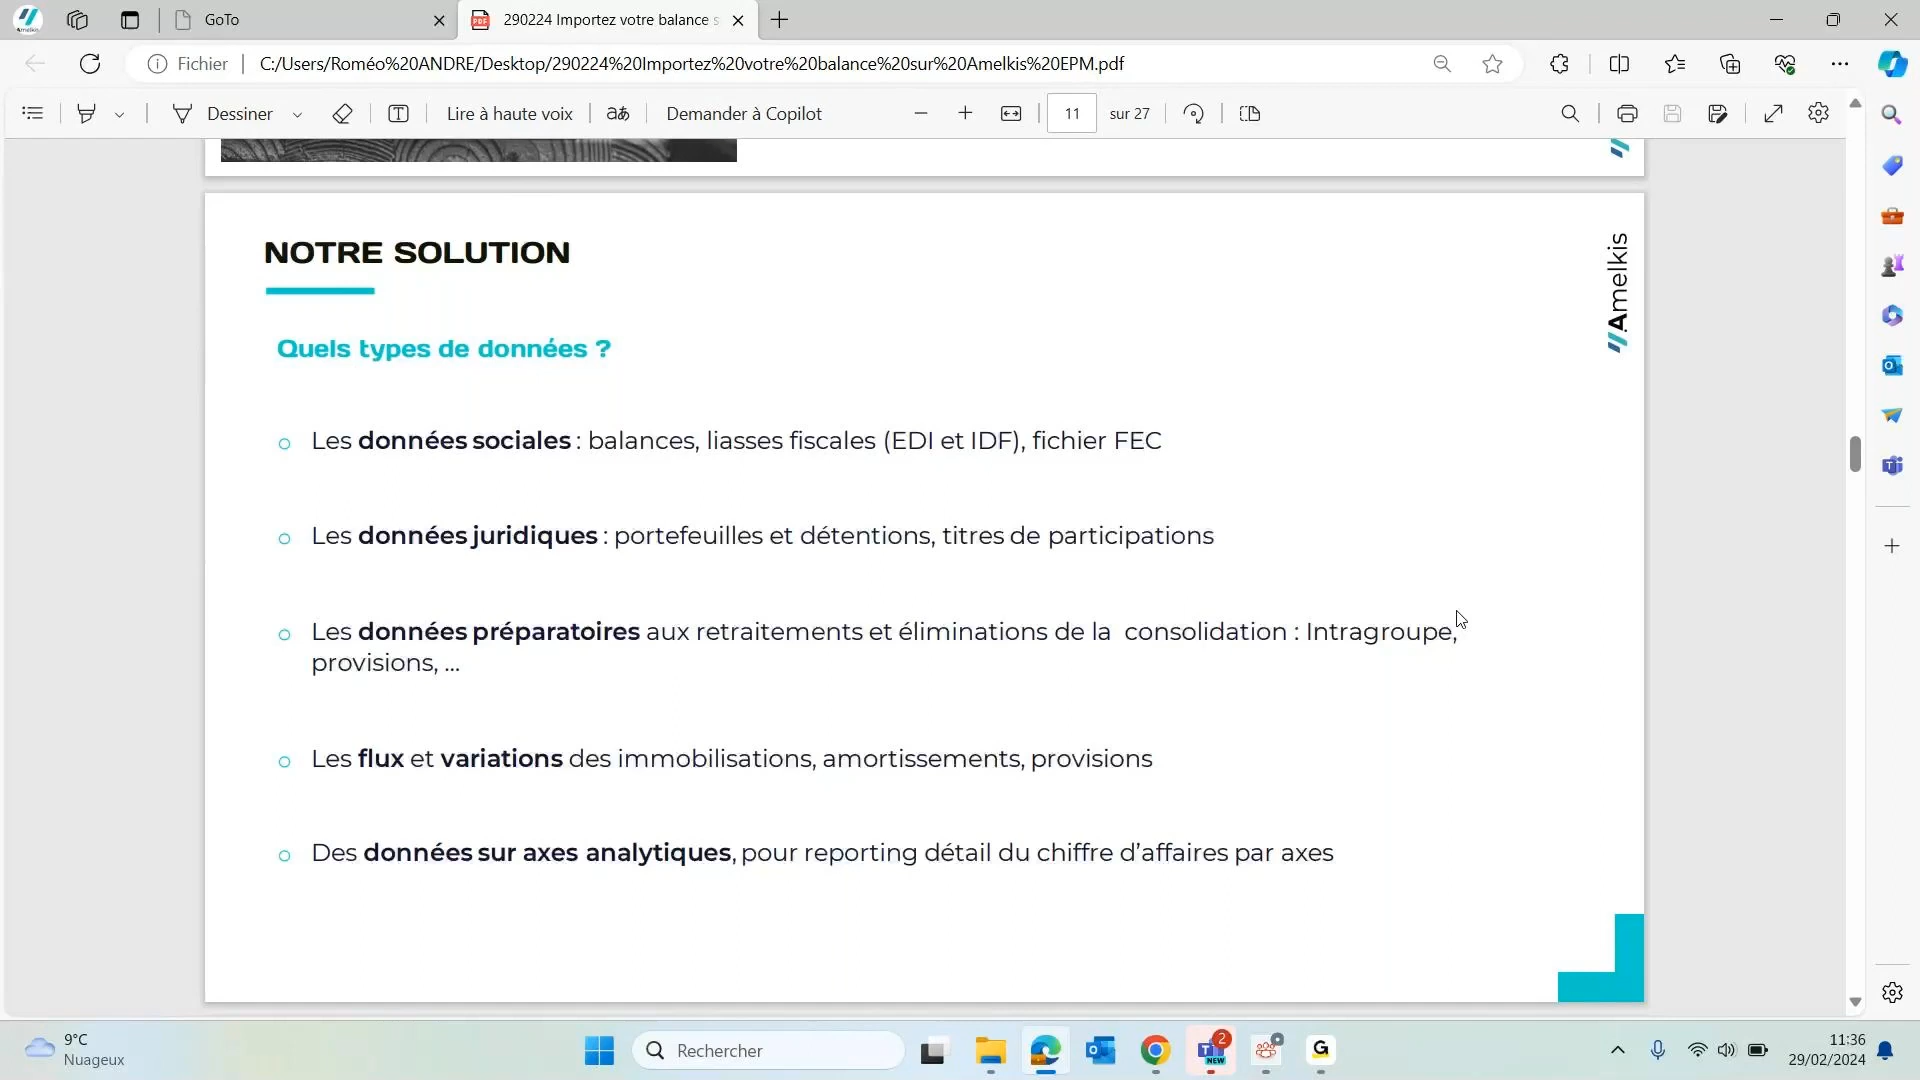 Amelkis
GoTo
290224 Importez votre balance s
Fichier
C:/Users/Roméo%20ANDRE/Desktop/290224%20Importez%20votre%20balance%20sur%20Amelkis%20EPM.pdf
Dessiner
Lire à haute voix
aあ
Demander à Copilot
11
sur 27
NOTRE SOLUTION
Amelkis
Quels types de données ?
Les données sociales : balances, liasses fiscales (EDI et IDF), fichier FEC
Les données juridiques : portefeuilles et détentions, titres de participations
Les données préparatoires aux retraitements et éliminations de la consolidation : Intragroupe,
provisions, ...
Les flux et variations des immobilisations, amortissements, provisions
Des données sur axes analytiques, pour reporting détail du chiffre d’affaires par axes
9°C
Nuageux
Rechercher
2
NEW
G
11:36
29/02/2024